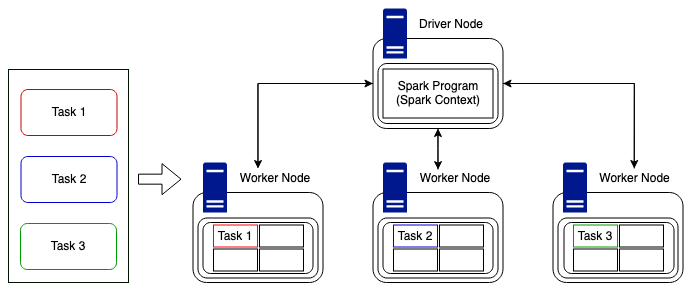 Driver Node
Spark Program
(Spark Context)
Task 1
Task 2
Task 3
Worker Node
Worker Node
Worker Node
Task 1
Task 2
Task 3